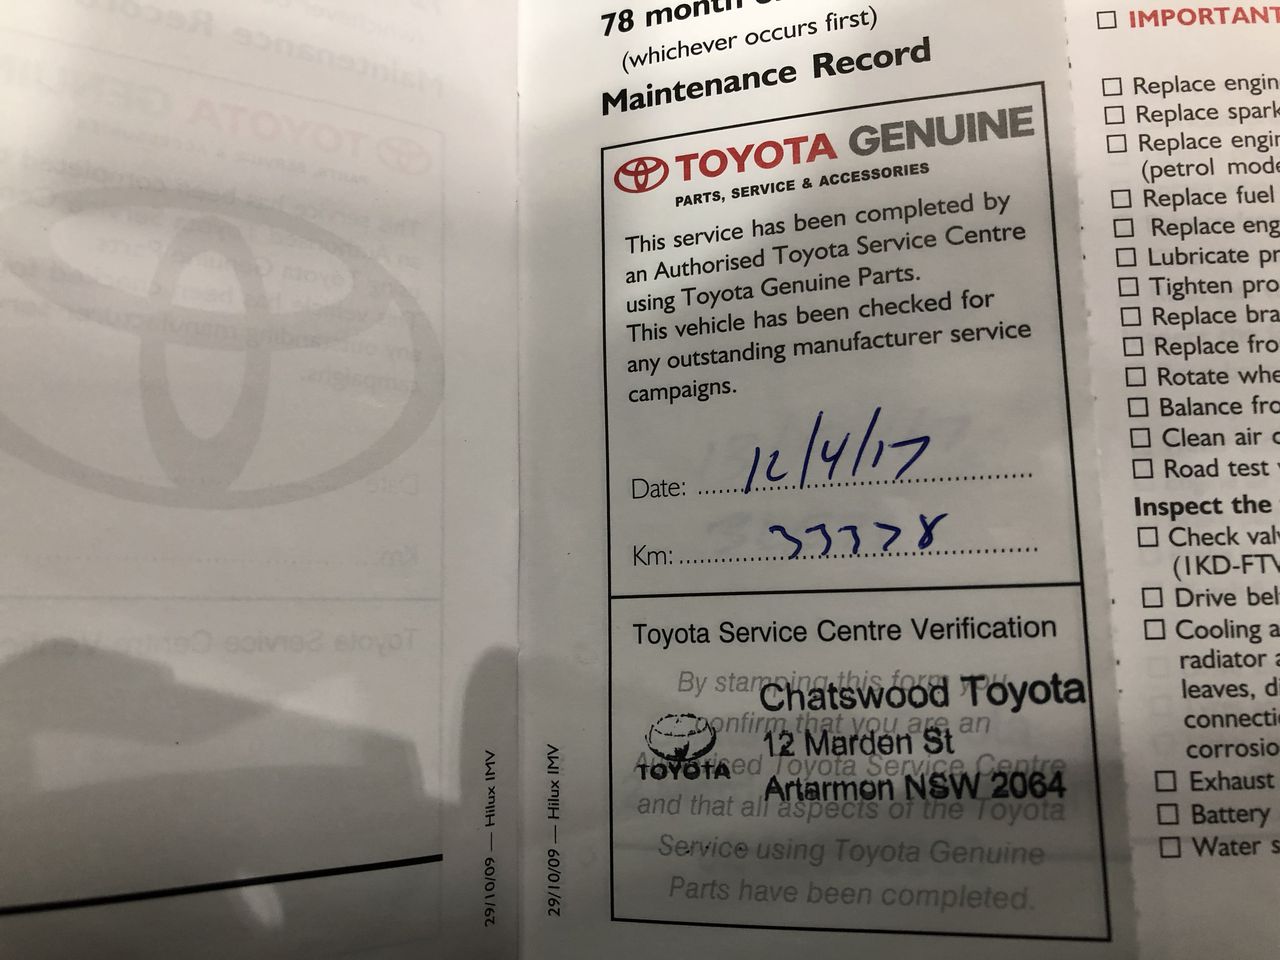 78 month
(whichever occurs first)
Maintenance Record
TOYOTA GENUINE
PARTS, SERVICE & ACCESSORIES
This service has been completed by
an Authorised Toyota Service Centre
using Toyota Genuine Parts.
This vehicle has been checked for
any outstanding manufacturer service
campaigns.
Date: 12/4/17
Km: 33378
Toyota Service Centre Verification
By stamping this form you
confirm that you are an
Authorised Toyota Service Centre
and that all aspects of the Toyota
Service using Toyota Genuine
Parts have been completed.
Chatswood Toyota
12 Marden St
Artarmon NSW 2064
TOYOTA
29/10/09 — Hilux IMV
29/10/09 — Hilux IMV
IMPORTANT
Replace engin
Replace spark
Replace engin
(petrol mode
Replace fuel
Replace eng
Lubricate pr
Tighten pro
Replace bra
Replace fro
Rotate whe
Balance fro
Clean air c
Road test v
Inspect the
Check valv
(1KD-FTV
Drive bel
Cooling a
radiator a
leaves, di
connectio
corrosio
Exhaust
Battery
Water s